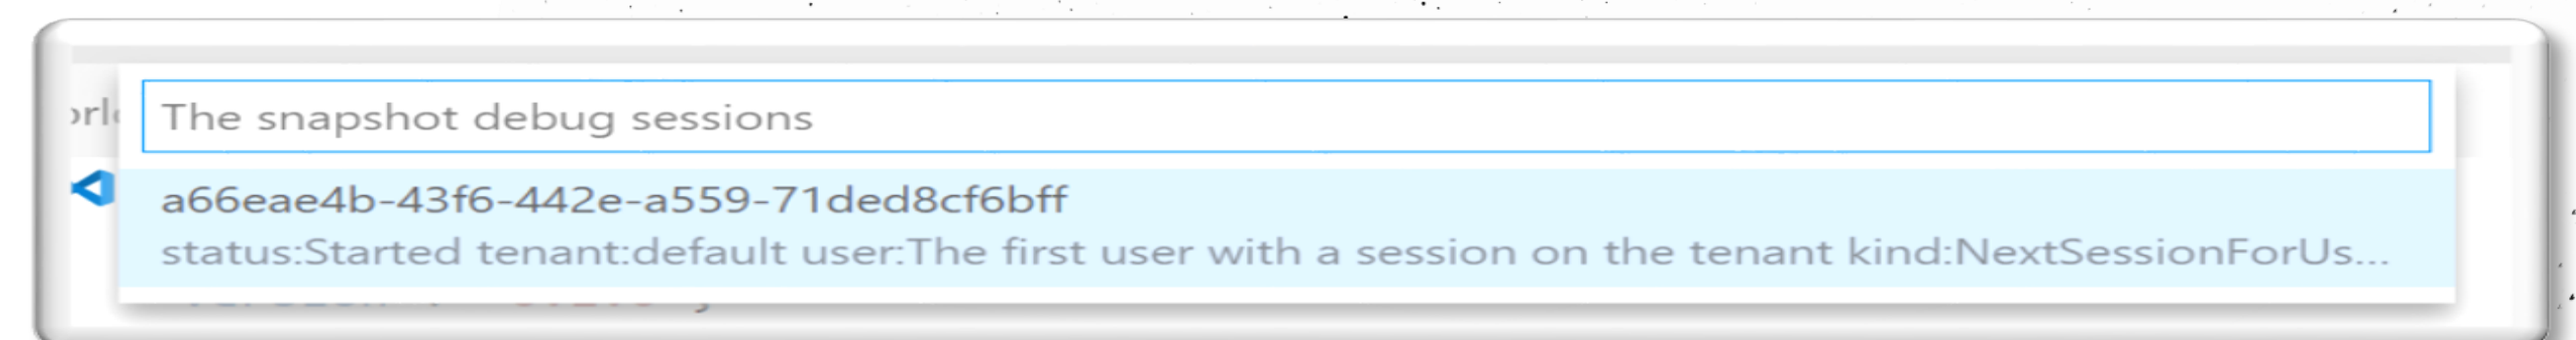 The snapshot debug sessions
a66eae4b-43f6-442e-a559-71ded8cf6bff
status:Started tenant:default user:The first user with a session on the tenant kind:NextSessionForUs...